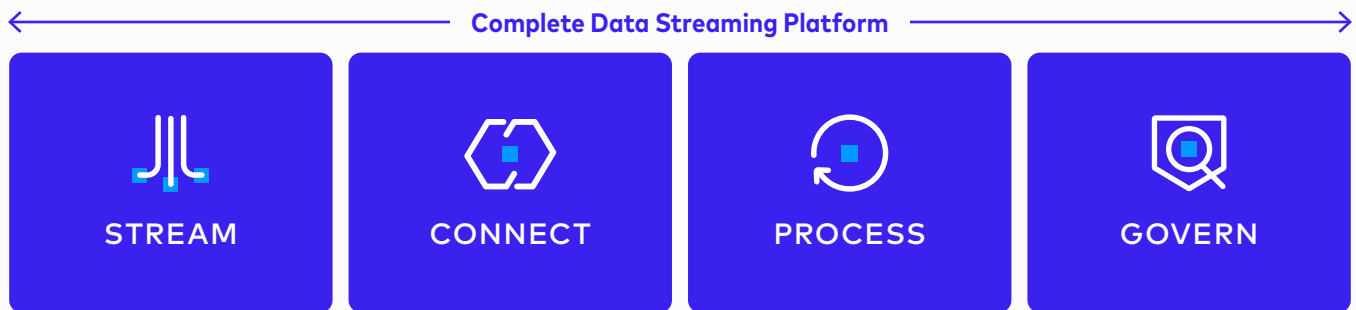 Complete Data Streaming Platform
STREAM
CONNECT
PROCESS
GOVERN